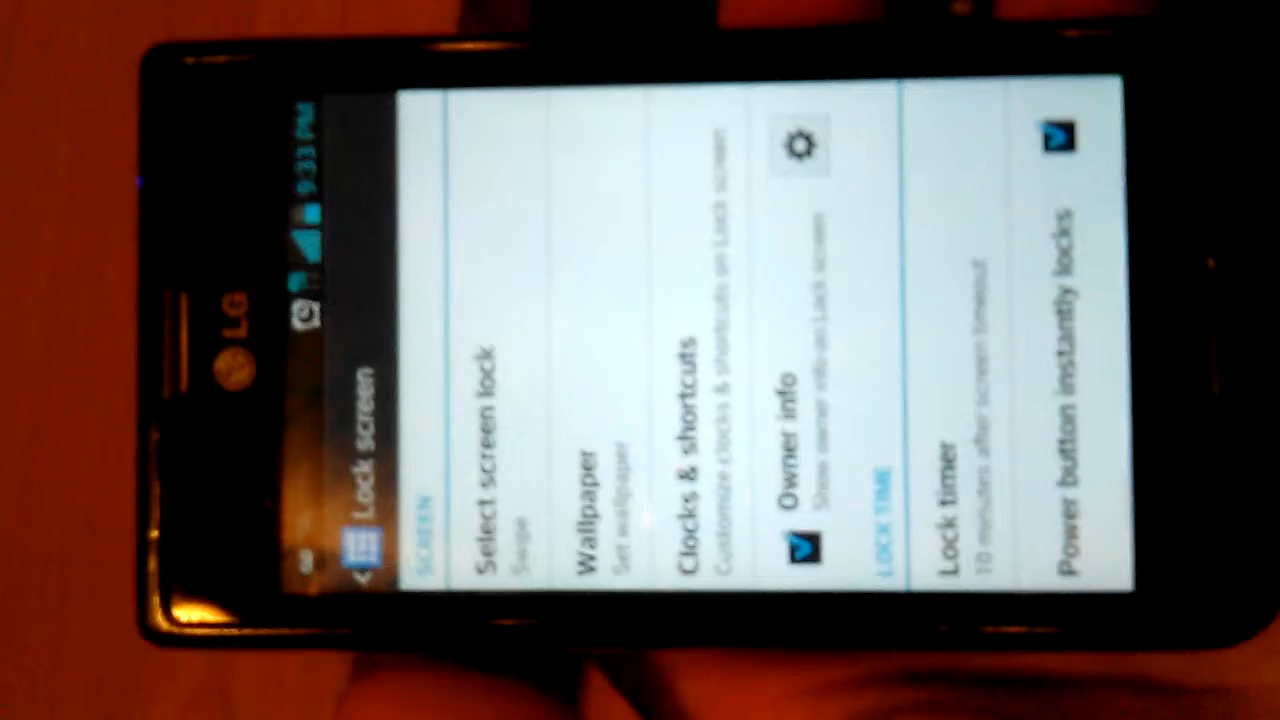 LG
9:33 PM
Lock screen
SCREEN
Select screen lock
Swipe
Wallpaper
Set wallpaper
Clocks & shortcuts
Customize clocks & shortcuts on Lock screen
Owner info
Show owner info on Lock screen
LOCK TIME
Lock timer
10 minutes after screen timeout
Power button instantly locks